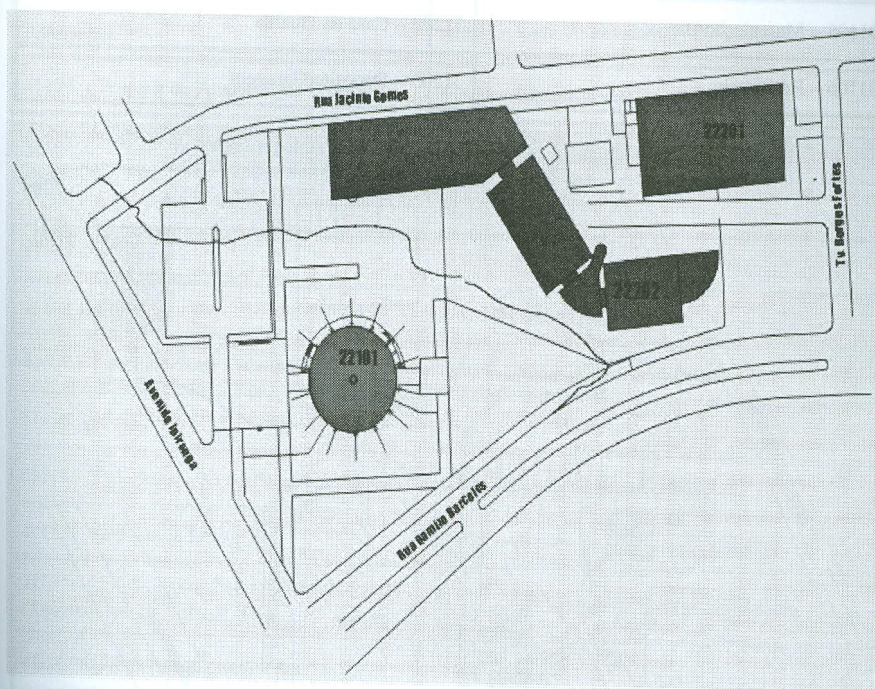 Rua Jacinto Gomes
22201
Tv. Borges Fortes
22202
22101
Avenida Ipiranga
Rua Ramiro Barcelos